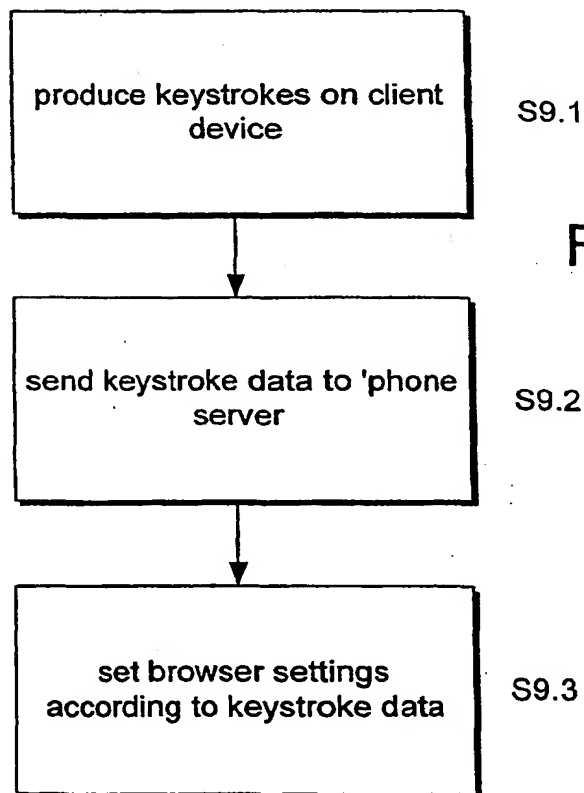 produce keystrokes on client
device
S9.1
send keystroke data to 'phone
server
S9.2
set browser settings
according to keystroke data
S9.3